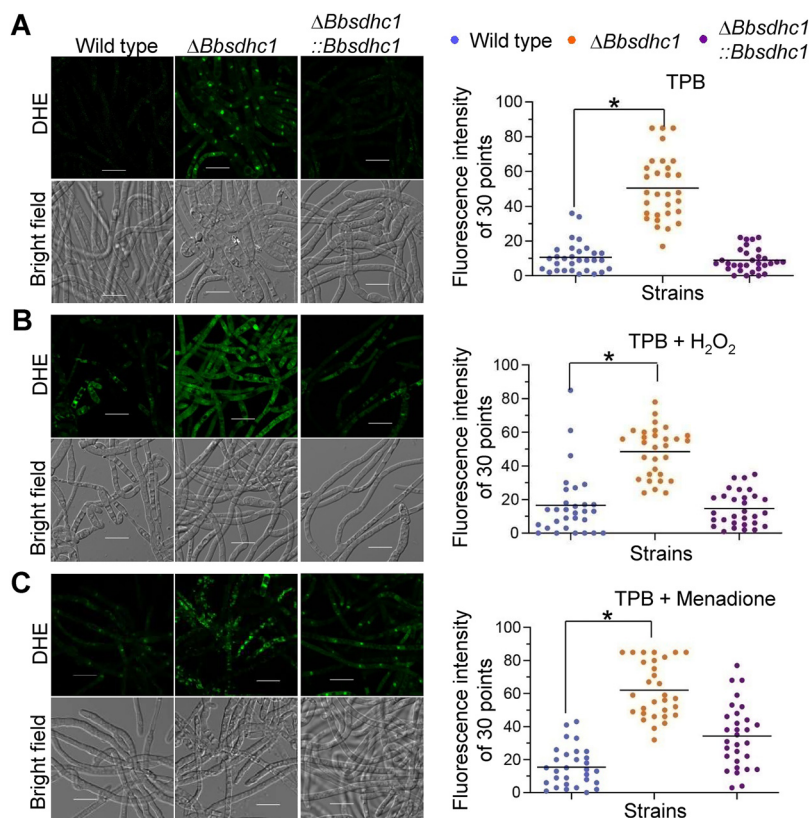 A
Wild type
ΔBbsdhc1
ΔBbsdhc1
::Bbsdhc1
DHE
Bright field
Wild type
ΔBbsdhc1
ΔBbsdhc1
::Bbsdhc1
TPB
Fluorescence intensity
of 30 points
100
80
60
40
20
0
*
Strains
B
DHE
Bright field
TPB + H₂O₂
Fluorescence intensity
of 30 points
100
80
60
40
20
0
*
Strains
C
DHE
Bright field
TPB + Menadione
Fluorescence intensity
of 30 points
100
80
60
40
20
0
*
Strains